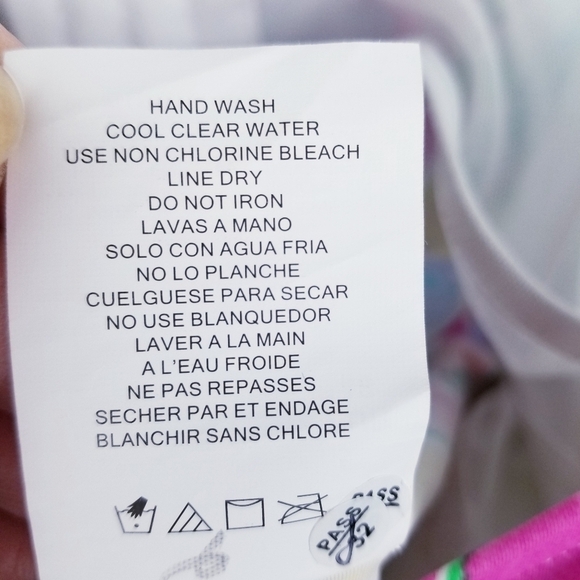 HAND WASH
COOL CLEAR WATER
USE NON CHLORINE BLEACH
LINE DRY
DO NOT IRON
LAVAS A MANO
SOLO CON AGUA FRIA
NO LO PLANCHE
CUELGUESE PARA SECAR
NO USE BLANQUEDOR
LAVER A LA MAIN
A L'EAU FROIDE
NE PAS REPASSES
SECHER PAR ET ENDAGE
BLANCHIR SANS CHLORE
PASS
PASS
52